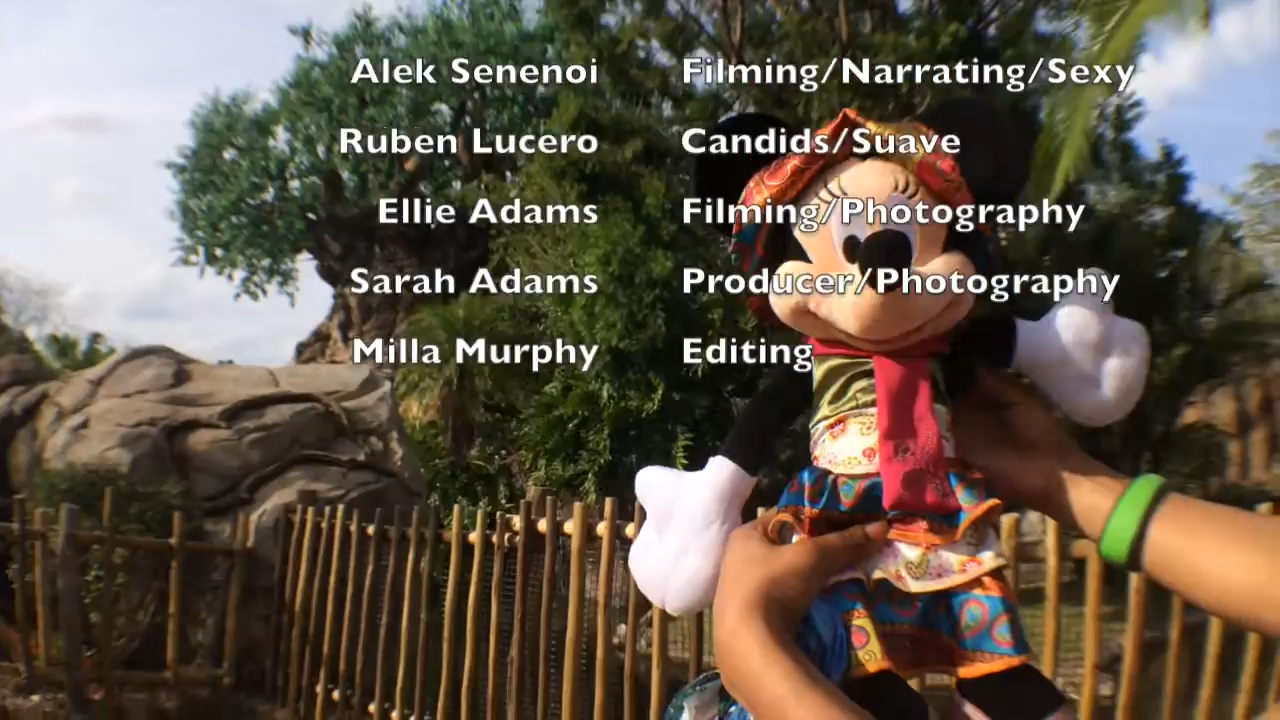 Alek Senenoi Filming/Narrating/Sexy
Ruben Lucero Candids/Suave
Ellie Adams Filming/Photography
Sarah Adams Producer/Photography
Milla Murphy Editing